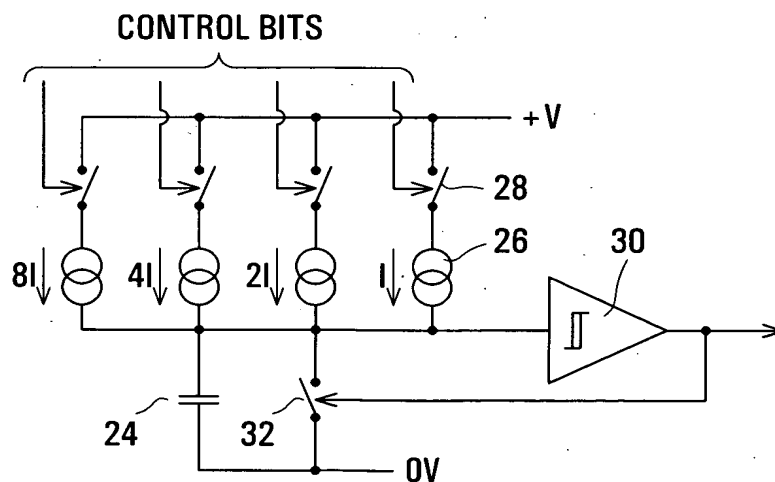 CONTROL BITS
+V
28
26
8I
4I
2I
I
30
24
32
0V